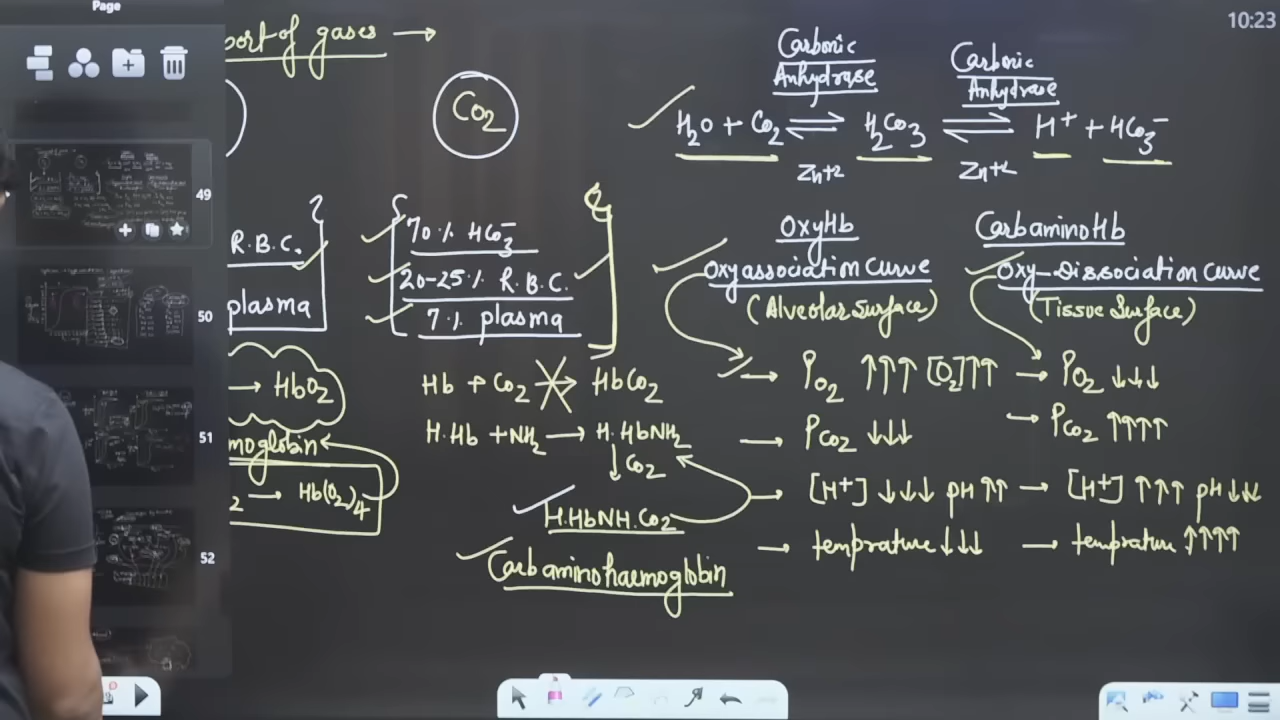 Page
10:23
49
50
51
52
port of gases →
CO2
Carbonic
Anhydrase
Carbonic
Anhydrase
H2O + CO2 ⇌ H2CO3 ⇌ H+ + HCO3-
Zn+2
Zn+2
R.B.C.
plasma
→ HbO2
moglobin
2 → Hb(O2)4
70% HCO3-
20-25% R.B.C.
7% plasma
Hb + CO2 → HbCO2
H.Hb + NH2 → H.HbNH2
↓CO2
H.HbNH.CO2
Carbaminohaemoglobin
OxyHb
Oxyassociation curve
(Alveolar Surface)
→ PO2 ↑↑↑ [O2]↑↑
→ PCO2 ↓↓↓
→ [H+] ↓↓↓ pH ↑↑
→ temprature ↓↓↓
CarbaminoHb
Oxy-Dissociation curve
(Tissue Surface)
→ PO2 ↓↓↓
→ PCO2 ↑↑↑↑
→ [H+] ↑↑↑ pH ↓↓↓
→ temprature ↑↑↑↑